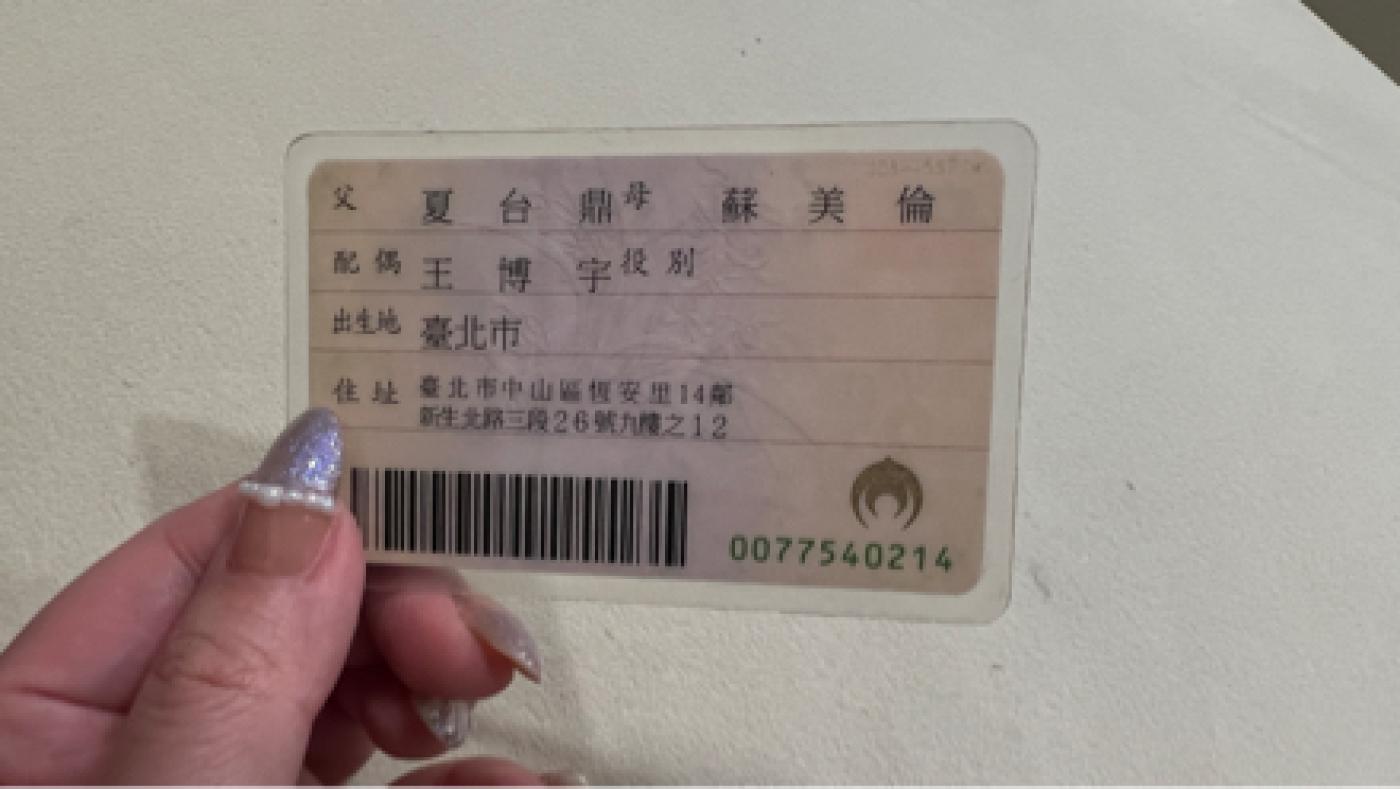 父 夏台鼎 母 蘇美倫
配偶 王博宇 役別
出生地 臺北市
住址 臺北市中山區恆安里14鄰
新生北路三段26號九樓之12
0077540214